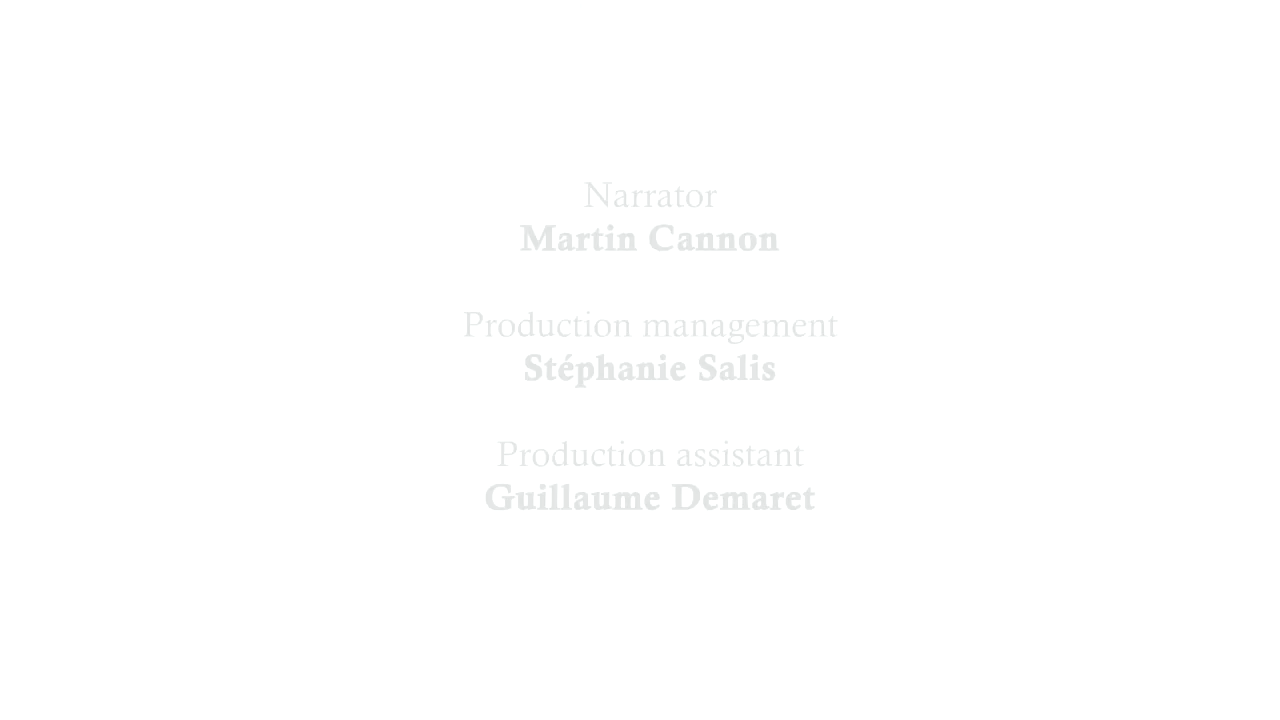 Narrator
Martin Cannon
Production management
Stéphanie Salis
Production assistant
Guillaume Demaret